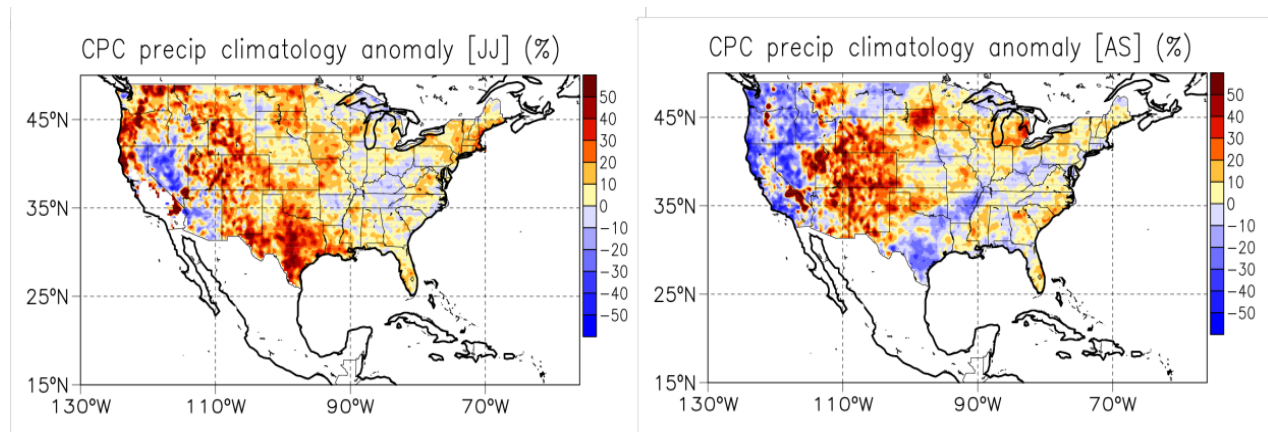 CPC precip climatology anomaly [JJ] (%)
45°N
35°N
25°N
15°N
130°W
110°W
90°W
70°W
50
40
30
20
10
0
−10
−20
−30
−40
−50
CPC precip climatology anomaly [AS] (%)
45°N
35°N
25°N
15°N
130°W
110°W
90°W
70°W
50
40
30
20
10
0
−10
−20
−30
−40
−50